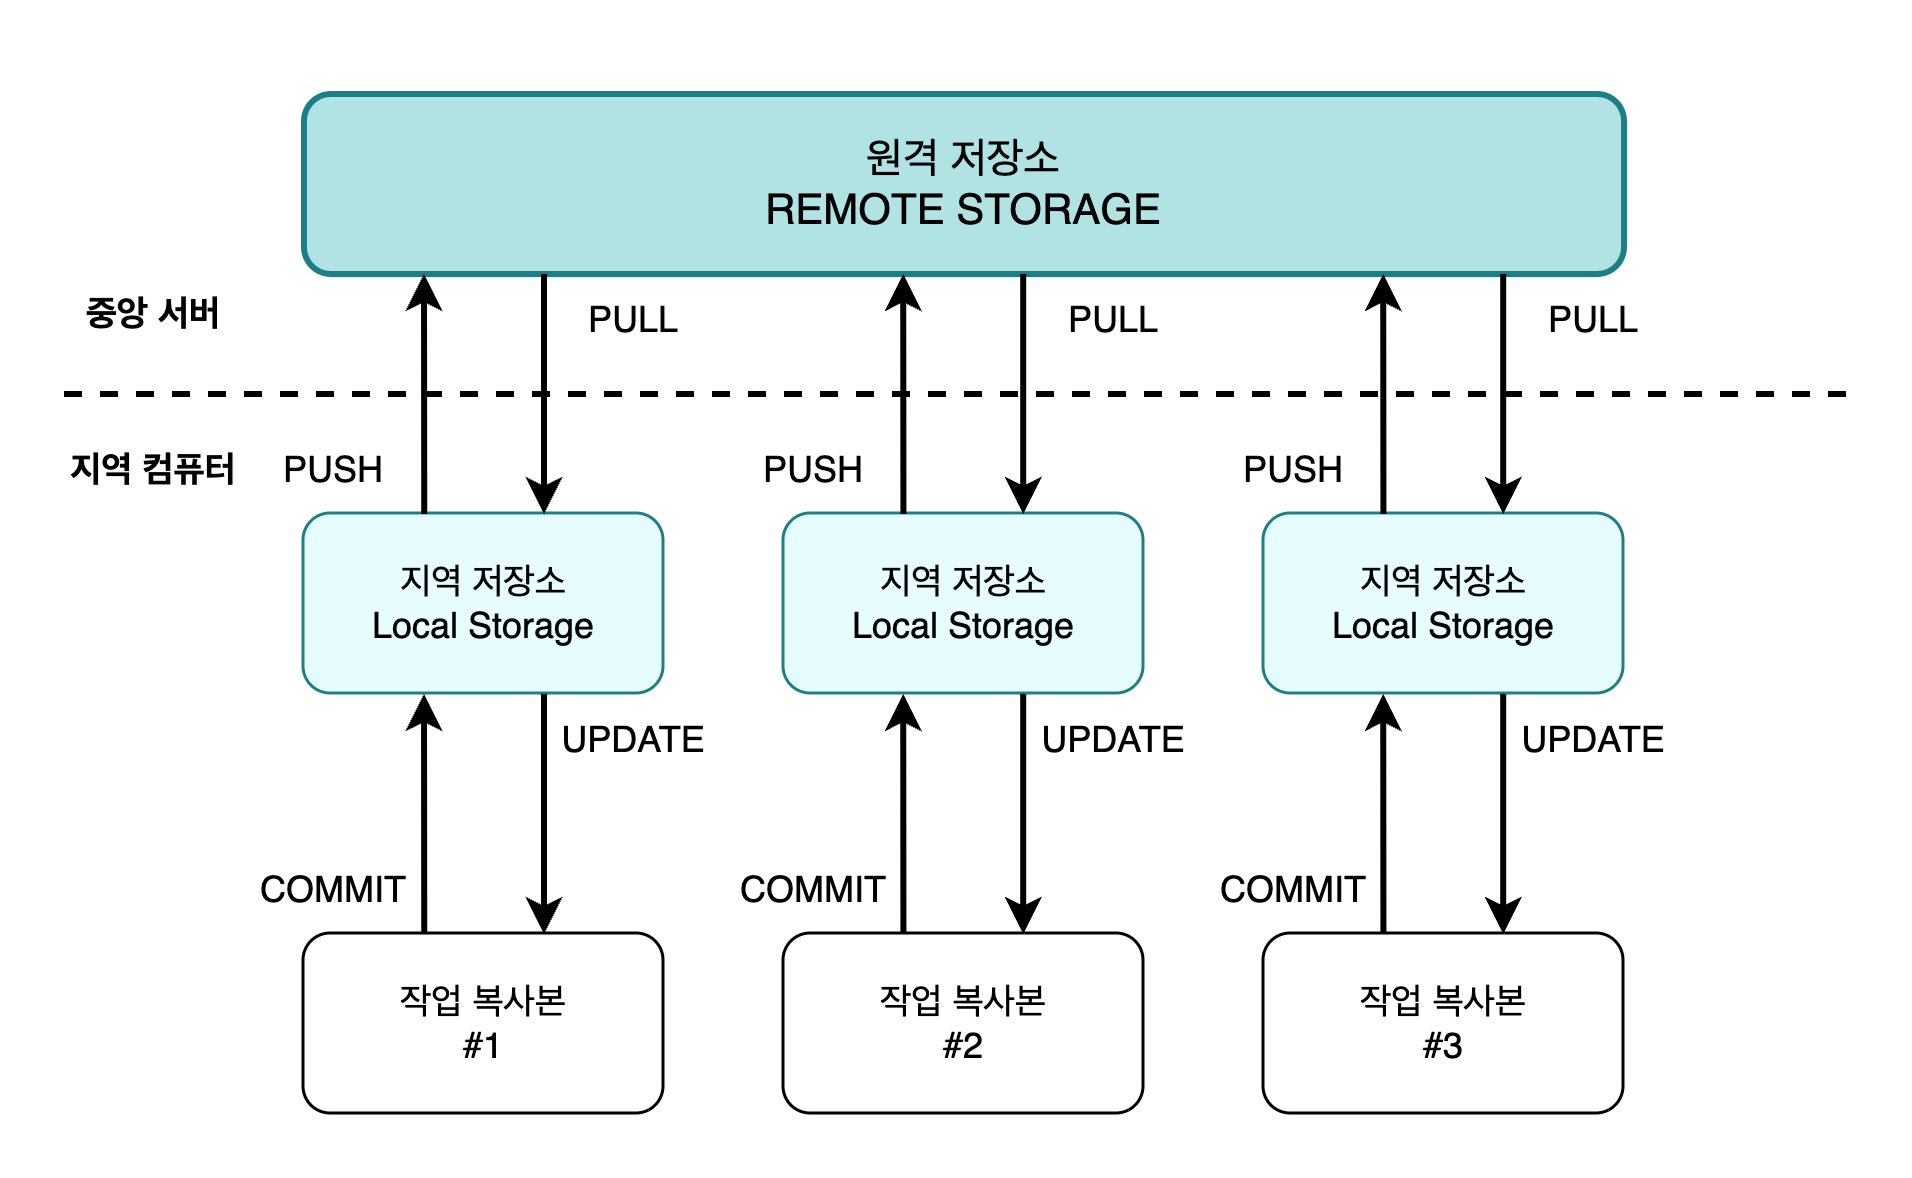 원격 저장소
REMOTE STORAGE
중앙 서버
PULL
PULL
PULL
지역 컴퓨터
PUSH
PUSH
PUSH
지역 저장소
Local Storage
지역 저장소
Local Storage
지역 저장소
Local Storage
UPDATE
UPDATE
UPDATE
COMMIT
COMMIT
COMMIT
작업 복사본
#1
작업 복사본
#2
작업 복사본
#3